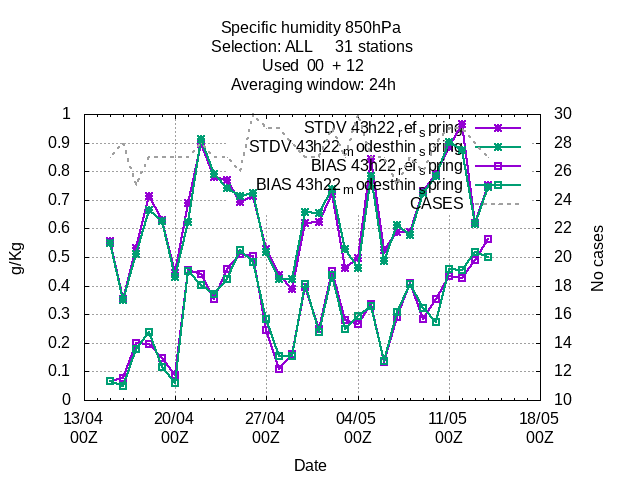 Specific humidity 850hPa
Selection: ALL 31 stations
Used 00 + 12
Averaging window: 24h
1
0.9
0.8
0.7
0.6
0.5
0.4
0.3
0.2
0.1
0
g/Kg
30
28
26
24
22
20
18
16
14
12
10
No cases
STDV 43h22_ref_spring
STDV 43h22_modesthin_spring
BIAS 43h22_ref_spring
BIAS 43h22_modesthin_spring
CASES
13/04 20/04 27/04 04/05 11/05 18/05
00Z 00Z 00Z 00Z 00Z 00Z
Date